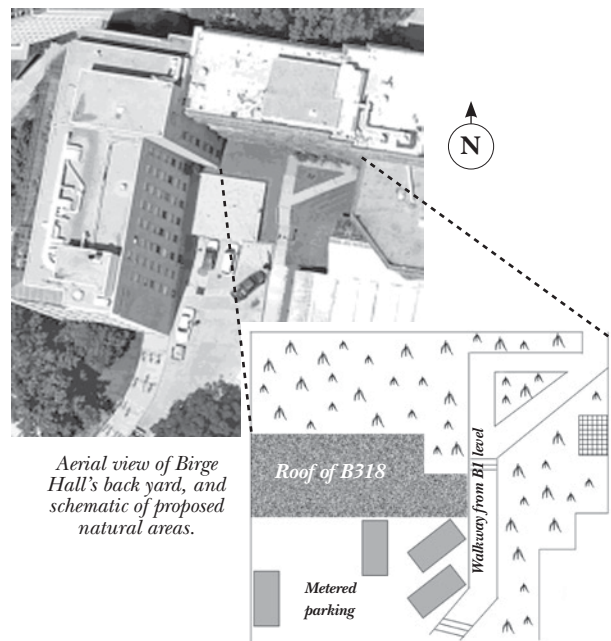 N
Aerial view of Birge
Hall's back yard, and
schematic of proposed
natural areas.
Roof of B318
Walkway from B1 level
Metered
parking